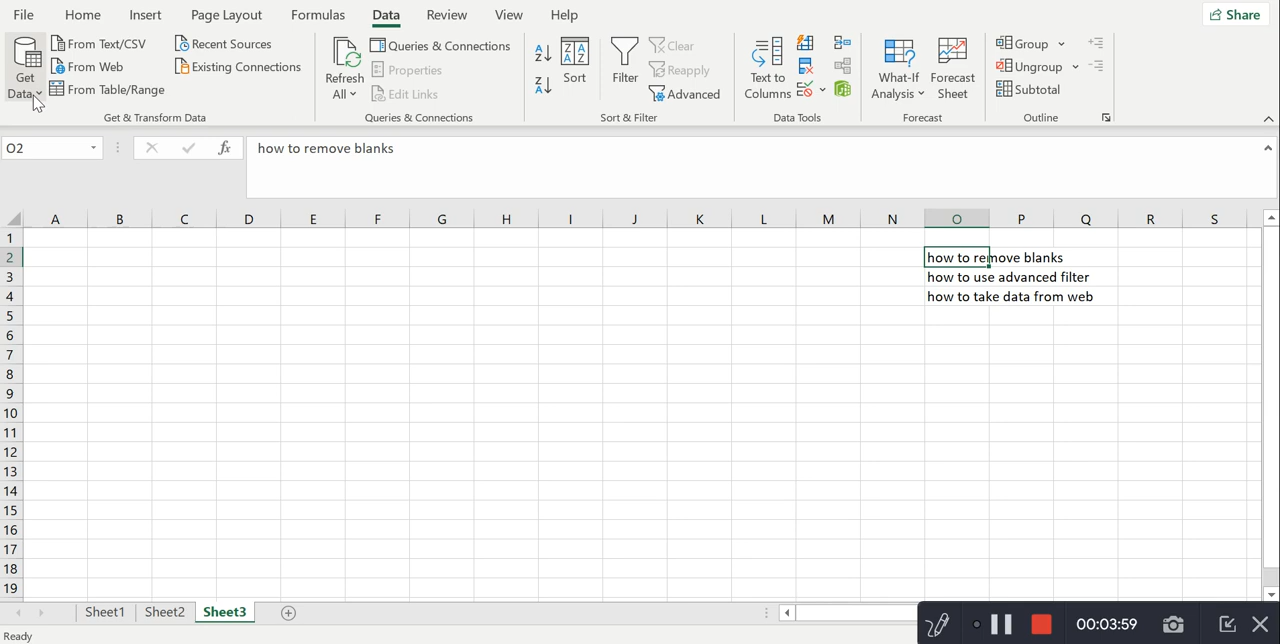 File Home Insert Page Layout Formulas Data Review View Help Share
Get Data
From Text/CSV
From Web
From Table/Range
Recent Sources
Existing Connections
Get & Transform Data
Refresh All
Queries & Connections
Properties
Edit Links
Queries & Connections
Sort
Filter
Clear
Reapply
Advanced
Sort & Filter
Text to Columns
Data Tools
What-If Analysis
Forecast Sheet
Forecast
Group
Ungroup
Subtotal
Outline
O2 fx how to remove blanks
A B C D E F G H I J K L M N O P Q R S
1
2 how to remove blanks
3 how to use advanced filter
4 how to take data from web
5
6
7
8
9
10
11
12
13
14
15
16
17
18
19
Sheet1 Sheet2 Sheet3
00:03:59
Ready